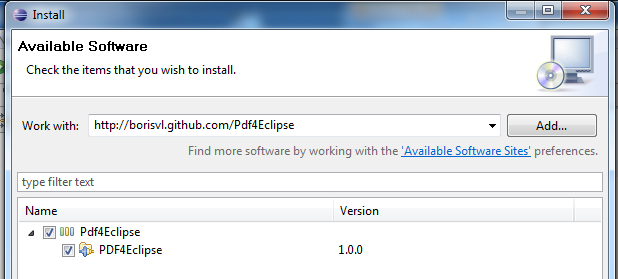 Install
Available Software
Check the items that you wish to install.
Work with: http://borisvl.github.com/Pdf4Eclipse Add...
Find more software by working with the 'Available Software Sites' preferences.
type filter text
Name Version
Pdf4Eclipse
PDF4Eclipse 1.0.0